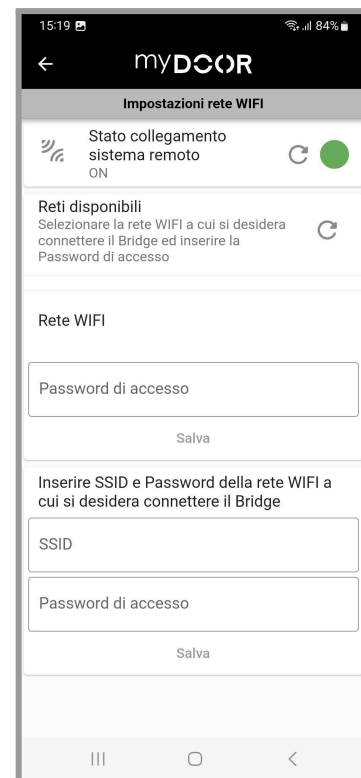 15:19 84%
myDOOR
Impostazioni rete WIFI
Stato collegamento
sistema remoto
ON
Reti disponibili
Selezionare la rete WIFI a cui si desidera
connettere il Bridge ed inserire la
Password di accesso
Rete WIFI
Password di accesso
Salva
Inserire SSID e Password della rete WIFI a
cui si desidera connettere il Bridge
SSID
Password di accesso
Salva